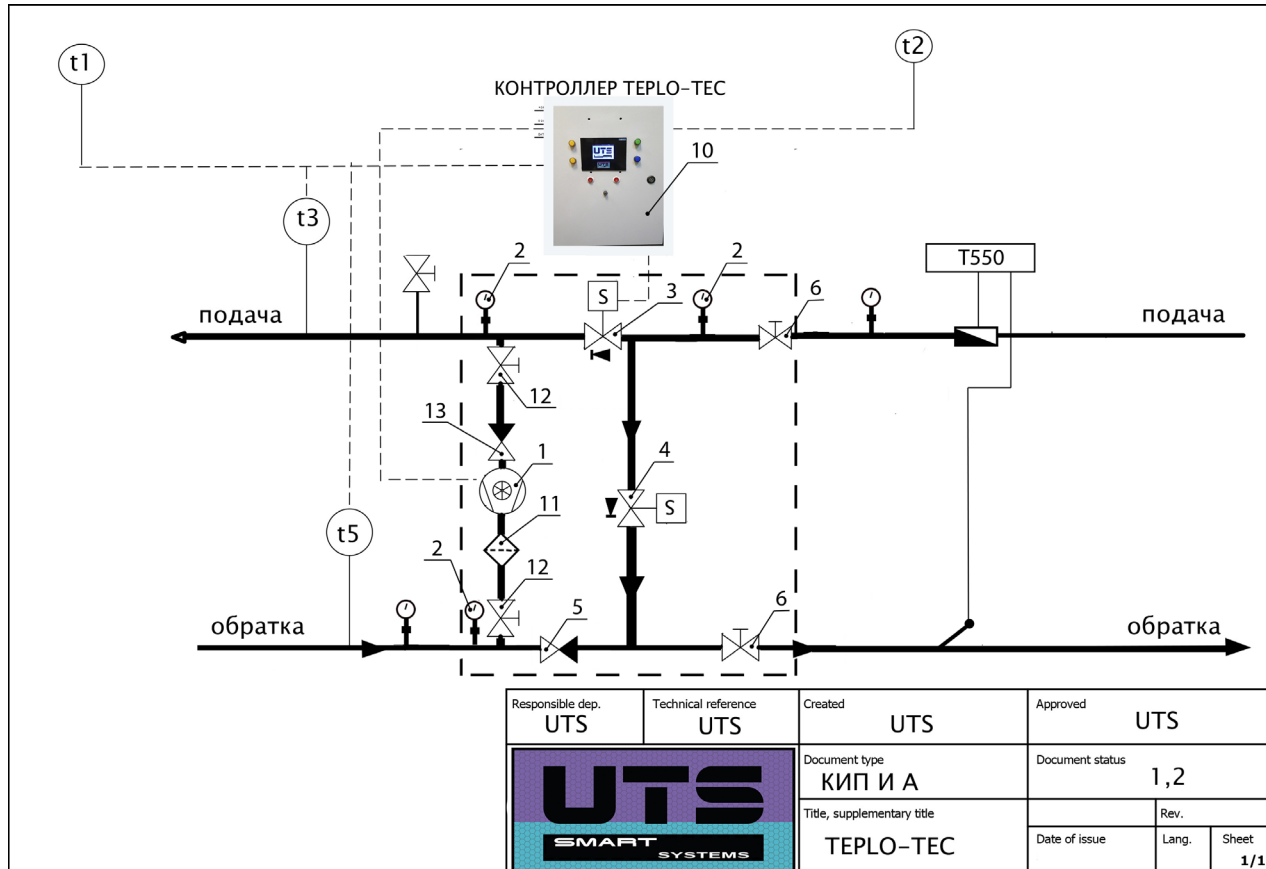 t1
t2
КОНТРОЛЛЕР TEPLO-TEC
UTS
10
t3
2
2
T550
S
3
6
подача
подача
12
13
1
4
11
S
t5
2
12
5
6
обратка
обратка
Responsible dep.
UTS
Technical reference
UTS
Created
UTS
Approved
UTS
Document type
КИП И А
Document status
1,2
UTS
SMART
SYSTEMS
Title, supplementary title
TEPLO-TEC
Rev.
Date of issue
Lang.
Sheet
1/1